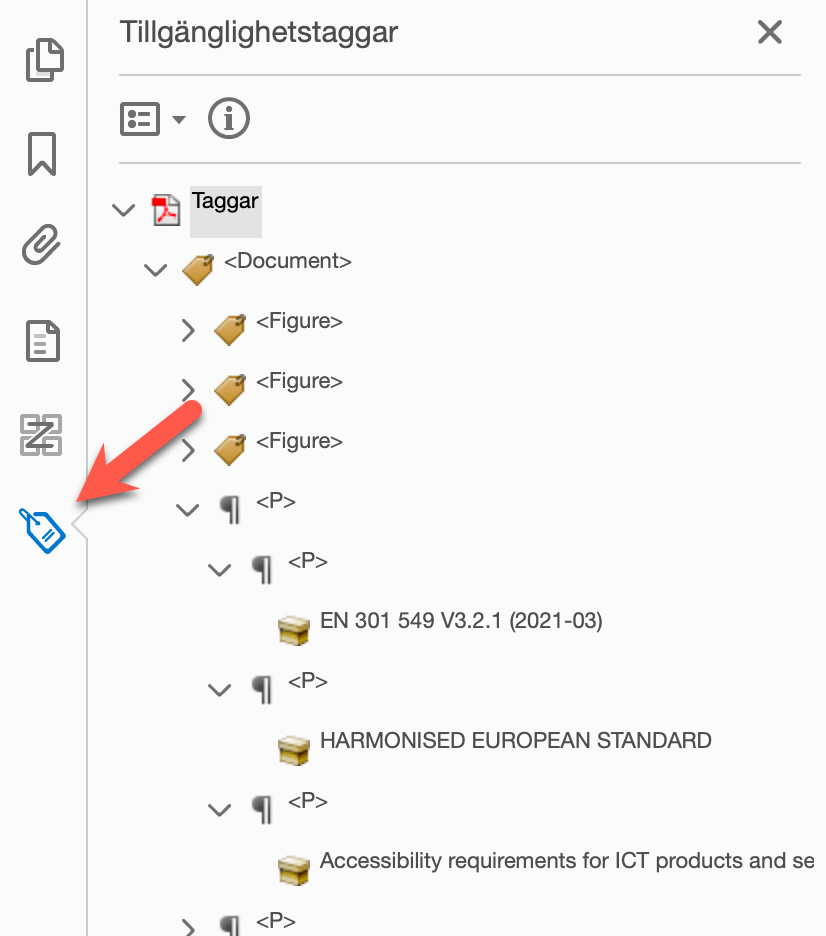 Tillgänglighetstaggar
Taggar
<Document>
<Figure>
<Figure>
<Figure>
<P>
<P>
EN 301 549 V3.2.1 (2021-03)
<P>
HARMONISED EUROPEAN STANDARD
<P>
Accessibility requirements for ICT products and se
<P>